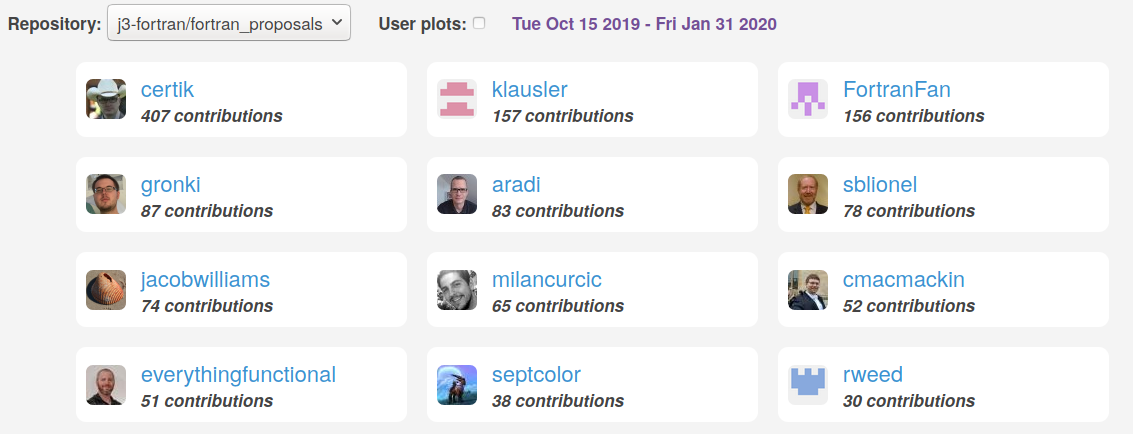 Repository: j3-fortran/fortran_proposals User plots: Tue Oct 15 2019 - Fri Jan 31 2020
certik
407 contributions
klausler
157 contributions
FortranFan
156 contributions
gronki
87 contributions
aradi
83 contributions
sblionel
78 contributions
jacobwilliams
74 contributions
milancurcic
65 contributions
cmacmackin
52 contributions
everythingfunctional
51 contributions
septcolor
38 contributions
rweed
30 contributions